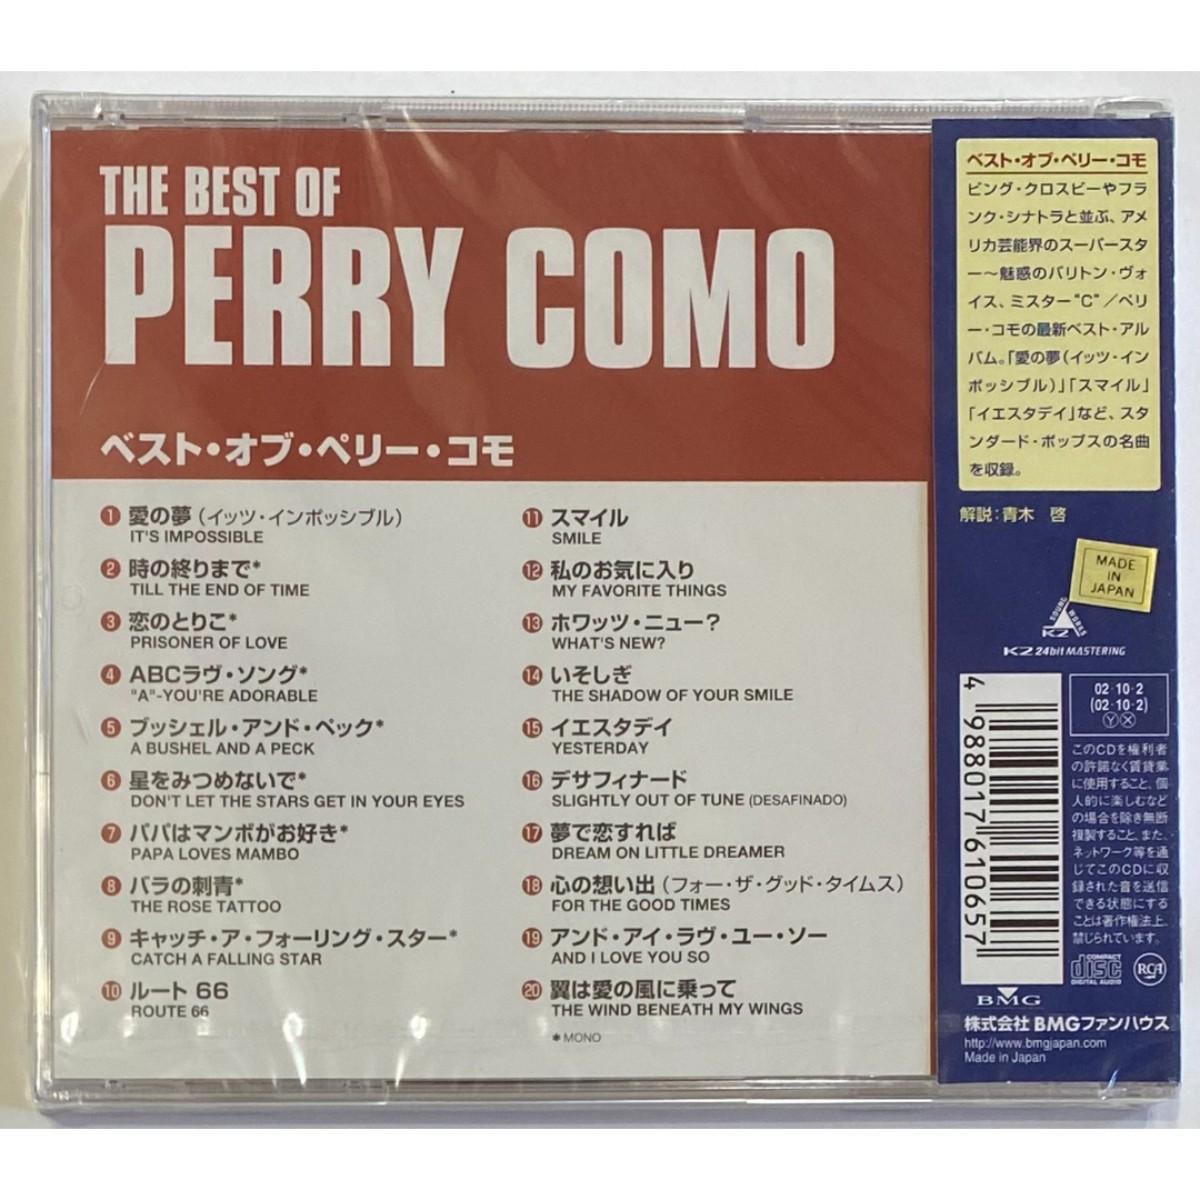 THE BEST OF
PERRY COMO
ベスト・オブ・ペリー・コモ
1 愛の夢（イッツ・インポッシブル）
IT'S IMPOSSIBLE
2 時の終りまで*
TILL THE END OF TIME
3 恋のとりこ*
PRISONER OF LOVE
4 ABCラヴ・ソング*
"A"-YOU'RE ADORABLE
5 ブッシェル・アンド・ペック*
A BUSHEL AND A PECK
6 星をみつめないで*
DON'T LET THE STARS GET IN YOUR EYES
7 パパはマンボがお好き*
PAPA LOVES MAMBO
8 バラの刺青*
THE ROSE TATTOO
9 キャッチ・ア・フォーリング・スター*
CATCH A FALLING STAR
10 ルート 66
ROUTE 66
11 スマイル
SMILE
12 私のお気に入り
MY FAVORITE THINGS
13 ホワッツ・ニュー？
WHAT'S NEW?
14 いそしぎ
THE SHADOW OF YOUR SMILE
15 イエスタデイ
YESTERDAY
16 デサフィナード
SLIGHTLY OUT OF TUNE (DESAFINADO)
17 夢で恋すれば
DREAM ON LITTLE DREAMER
18 心の想い出（フォー・ザ・グッド・タイムス）
FOR THE GOOD TIMES
19 アンド・アイ・ラヴ・ユー・ソー
AND I LOVE YOU SO
20 翼は愛の風に乗って
THE WIND BENEATH MY WINGS
* MONO
ベスト・オブ・ペリー・コモ
ビング・クロスビーやフラ
ンク・シナトラと並ぶ、アメ
リカ芸能界のスーパースタ
ー～魅惑のバリトン・ヴォ
イス、ミスター“C”／ペリ
ー・コモの最新ベスト・アル
バム。「愛の夢（イッツ・イン
ポッシブル）」「スマイル」
「イエスタデイ」など、スタ
ンダード・ポップスの名曲
を収録。
解説：青木 啓
MADE
IN
JAPAN
SOUND WORKS
K2
K2 24bit MASTERING
4 988017 610657
02・10・2
(02・10・2)
Ⓨ Ⓧ
このCDを権利者
の許諾なく賃貸業
に使用すること、個
人的に楽しむなど
の場合を除き無断
複製すること、また、
ネットワーク等を通
じてこのCDに収
録された音を送信
できる状態にする
ことは著作権法上、
禁じられています。
COMPACT
disc
DIGITAL AUDIO
RCA
BMG
株式会社 BMGファンハウス
http://www.bmgjapan.com
Made in Japan